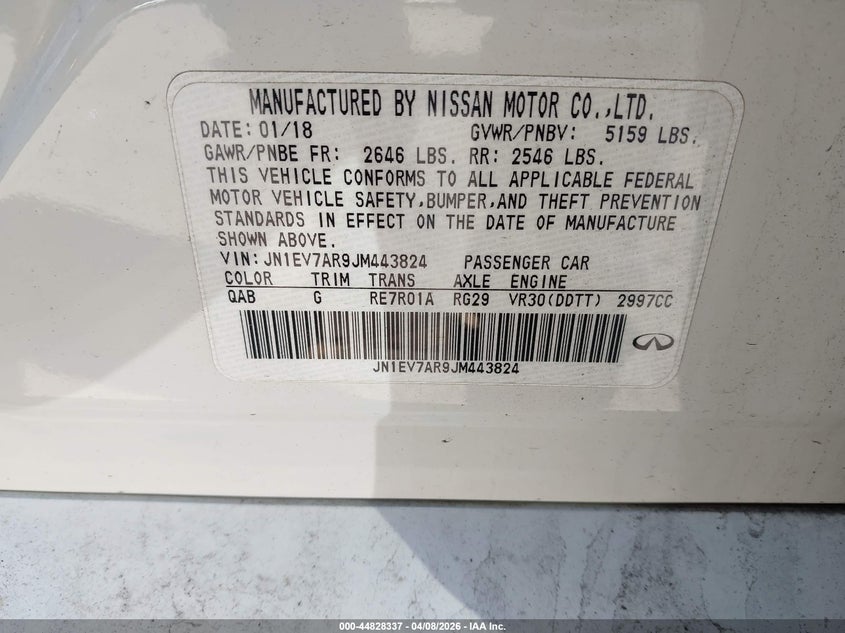 MANUFACTURED BY NISSAN MOTOR CO.,LTD.
DATE: 01/18 GVWR/PNBV: 5159 LBS.
GAWR/PNBE FR: 2646 LBS. RR: 2546 LBS.
THIS VEHICLE CONFORMS TO ALL APPLICABLE FEDERAL
MOTOR VEHICLE SAFETY,BUMPER,AND THEFT PREVENTION
STANDARDS IN EFFECT ON THE DATE OF MANUFACTURE
SHOWN ABOVE.
VIN: JN1EV7AR9JM443824 PASSENGER CAR
COLOR TRIM TRANS AXLE ENGINE
QAB G RE7R01A RG29 VR30(DDTT) 2997CC
JN1EV7AR9JM443824
000-44828337 - 04/08/2026 - IAA Inc.